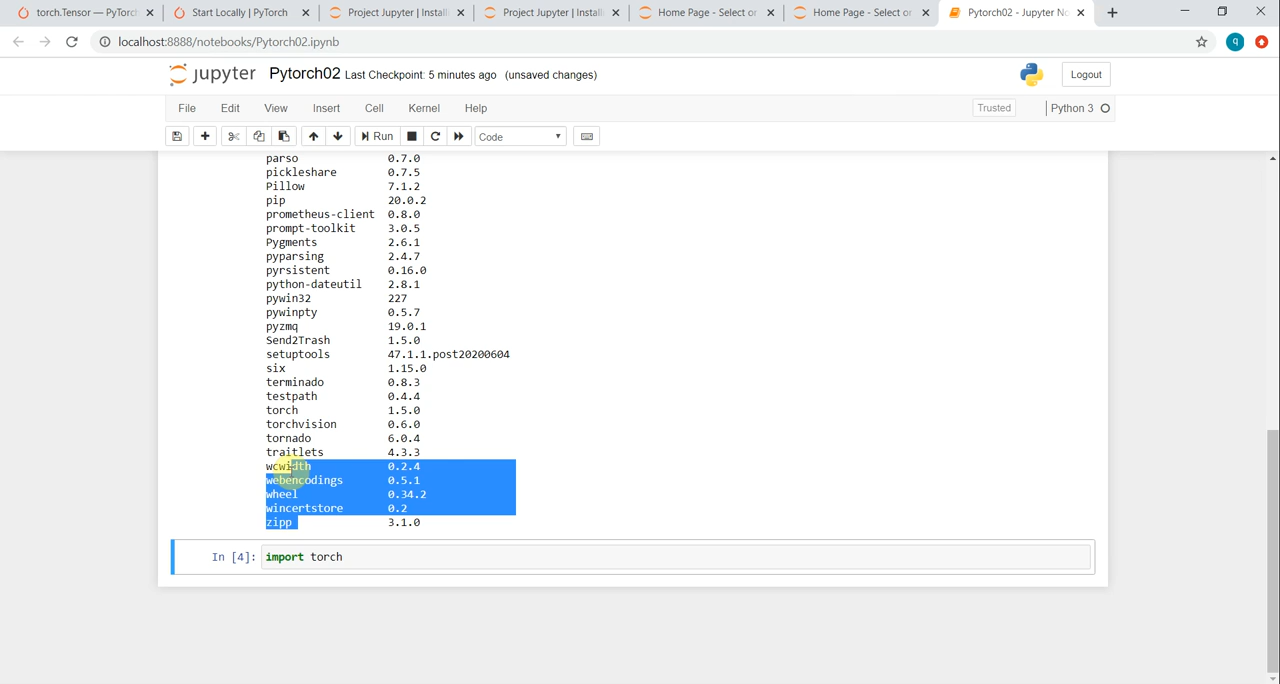 torch.Tensor — PyTorch
Start Locally | PyTorch
Project Jupyter | Install
Project Jupyter | Install
Home Page - Select or
Home Page - Select or
Pytorch02 - Jupyter No
localhost:8888/notebooks/Pytorch02.ipynb
q
jupyter Pytorch02 Last Checkpoint: 5 minutes ago (unsaved changes)
Logout
File Edit View Insert Cell Kernel Help
Trusted
Python 3
Run
Code
parso 0.7.0
pickleshare 0.7.5
Pillow 7.1.2
pip 20.0.2
prometheus-client 0.8.0
prompt-toolkit 3.0.5
Pygments 2.6.1
pyparsing 2.4.7
pyrsistent 0.16.0
python-dateutil 2.8.1
pywin32 227
pywinpty 0.5.7
pyzmq 19.0.1
Send2Trash 1.5.0
setuptools 47.1.1.post20200604
six 1.15.0
terminado 0.8.3
testpath 0.4.4
torch 1.5.0
torchvision 0.6.0
tornado 6.0.4
traitlets 4.3.3
wcwidth 0.2.4
webencodings 0.5.1
wheel 0.34.2
wincertstore 0.2
zipp 3.1.0
In [4]: import torch